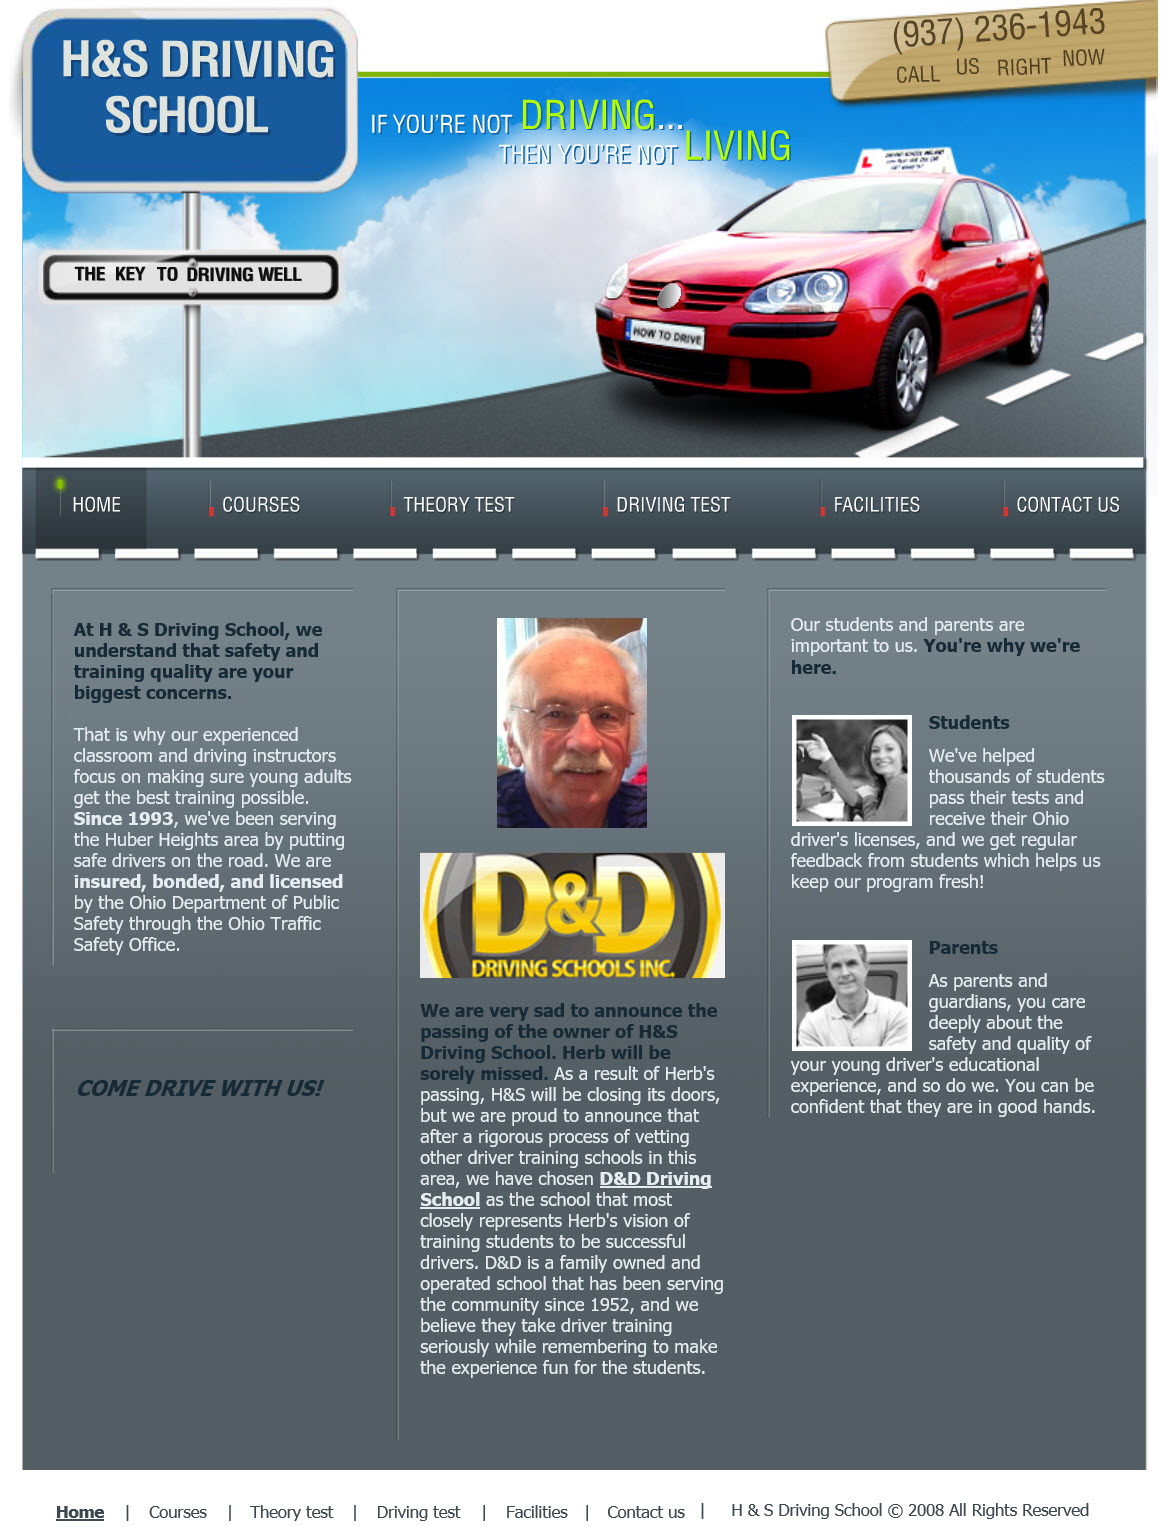 H&S DRIVING
SCHOOL
(937) 236-1943
CALL US RIGHT NOW
IF YOU'RE NOT DRIVING...
THEN YOU'RE NOT LIVING
L
THE KEY TO DRIVING WELL
HOW TO DRIVE
HOME
COURSES
THEORY TEST
DRIVING TEST
FACILITIES
CONTACT US
At H & S Driving School, we
understand that safety and
training quality are your
biggest concerns.
That is why our experienced
classroom and driving instructors
focus on making sure young adults
get the best training possible.
Since 1993, we've been serving
the Huber Heights area by putting
safe drivers on the road. We are
insured, bonded, and licensed
by the Ohio Department of Public
Safety through the Ohio Traffic
Safety Office.
COME DRIVE WITH US!
D&D
DRIVING SCHOOLS INC.
We are very sad to announce the
passing of the owner of H&S
Driving School. Herb will be
sorely missed. As a result of Herb's
passing, H&S will be closing its doors,
but we are proud to announce that
after a rigorous process of vetting
other driver training schools in this
area, we have chosen D&D Driving
School as the school that most
closely represents Herb's vision of
training students to be successful
drivers. D&D is a family owned and
operated school that has been serving
the community since 1952, and we
believe they take driver training
seriously while remembering to make
the experience fun for the students.
Our students and parents are
important to us. You're why we're
here.
Students
We've helped
thousands of students
pass their tests and
receive their Ohio
driver's licenses, and we get regular
feedback from students which helps us
keep our program fresh!
Parents
As parents and
guardians, you care
deeply about the
safety and quality of
your young driver's educational
experience, and so do we. You can be
confident that they are in good hands.
Home | Courses | Theory test | Driving test | Facilities | Contact us | H & S Driving School © 2008 All Rights Reserved